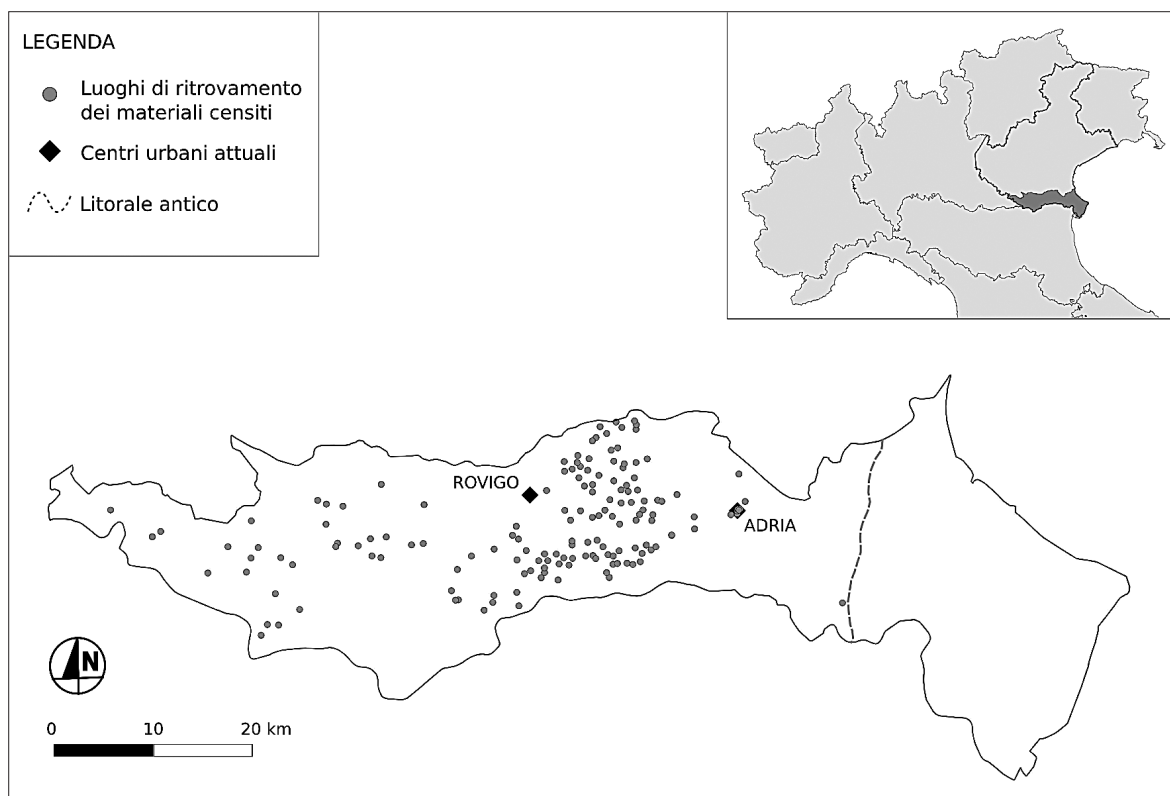 LEGENDA
Luoghi di ritrovamento
dei materiali censiti
Centri urbani attuali
Litorale antico
ROVIGO
ADRIA
N
0 10 20 km